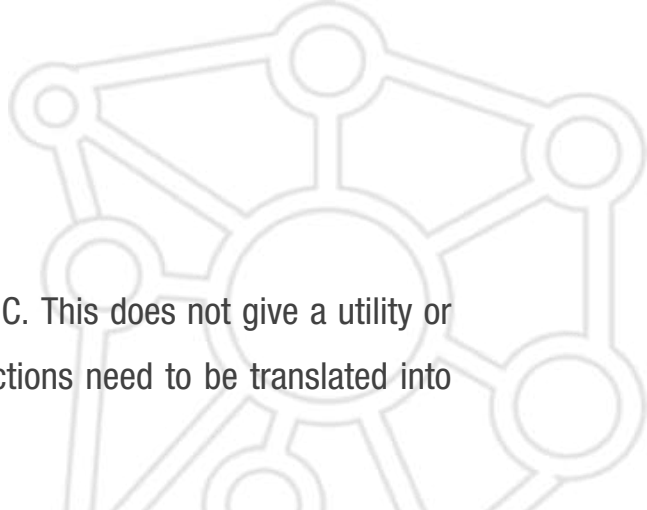 C. This does not give a utility or
ctions need to be translated into